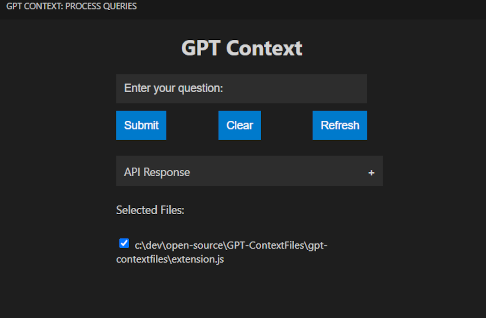 GPT CONTEXT: PROCESS QUERIES
GPT Context
Enter your question:
Submit Clear Refresh
API Response +
Selected Files:
c:\dev\open-source\GPT-ContextFiles\gpt-
contextfiles\extension.js